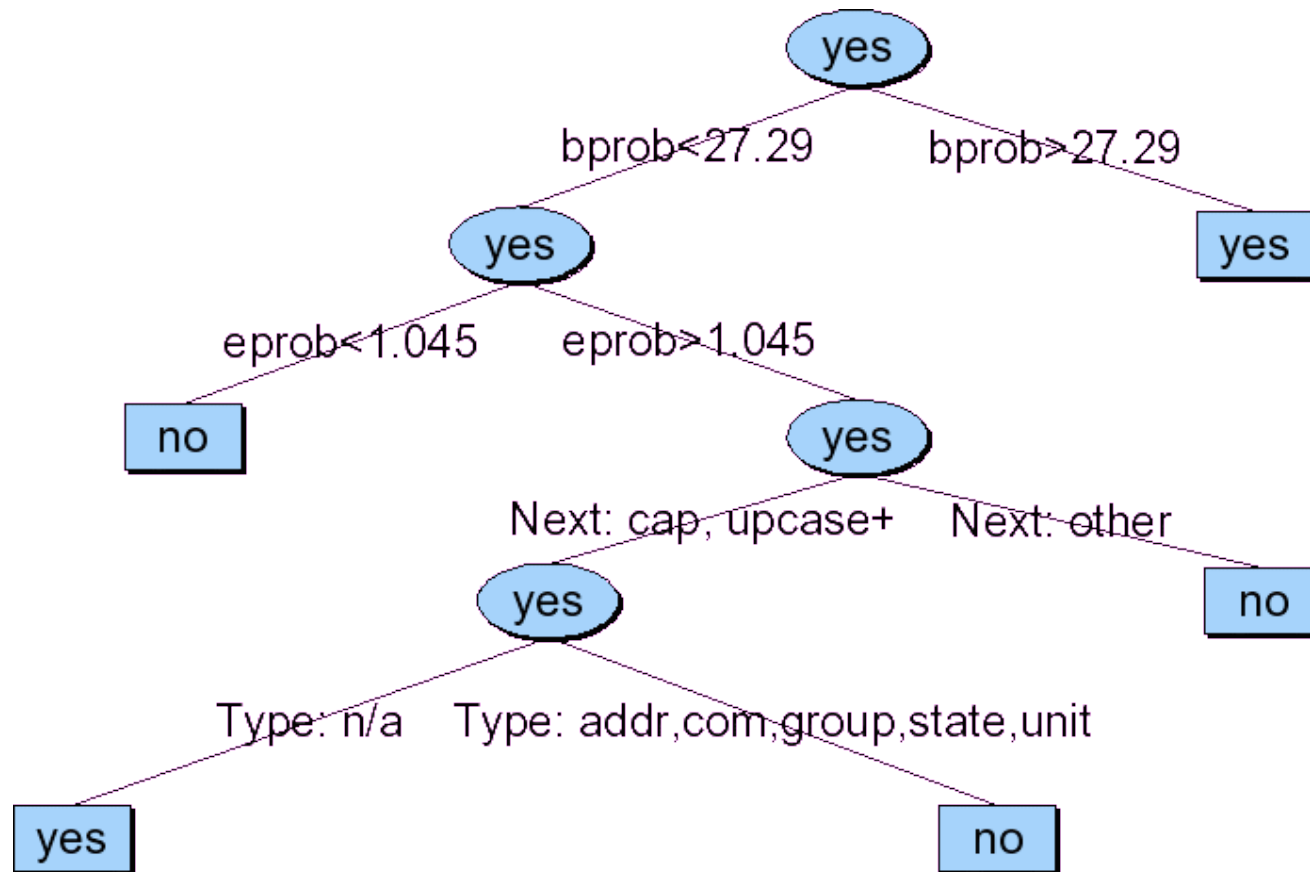 yes
bprob<27.29
bprob>27.29
yes
yes
eprob<1.045
eprob>1.045
no
yes
Next: cap, upcase+
Next: other
yes
no
Type: n/a
Type: addr,com,group,state,unit
yes
no